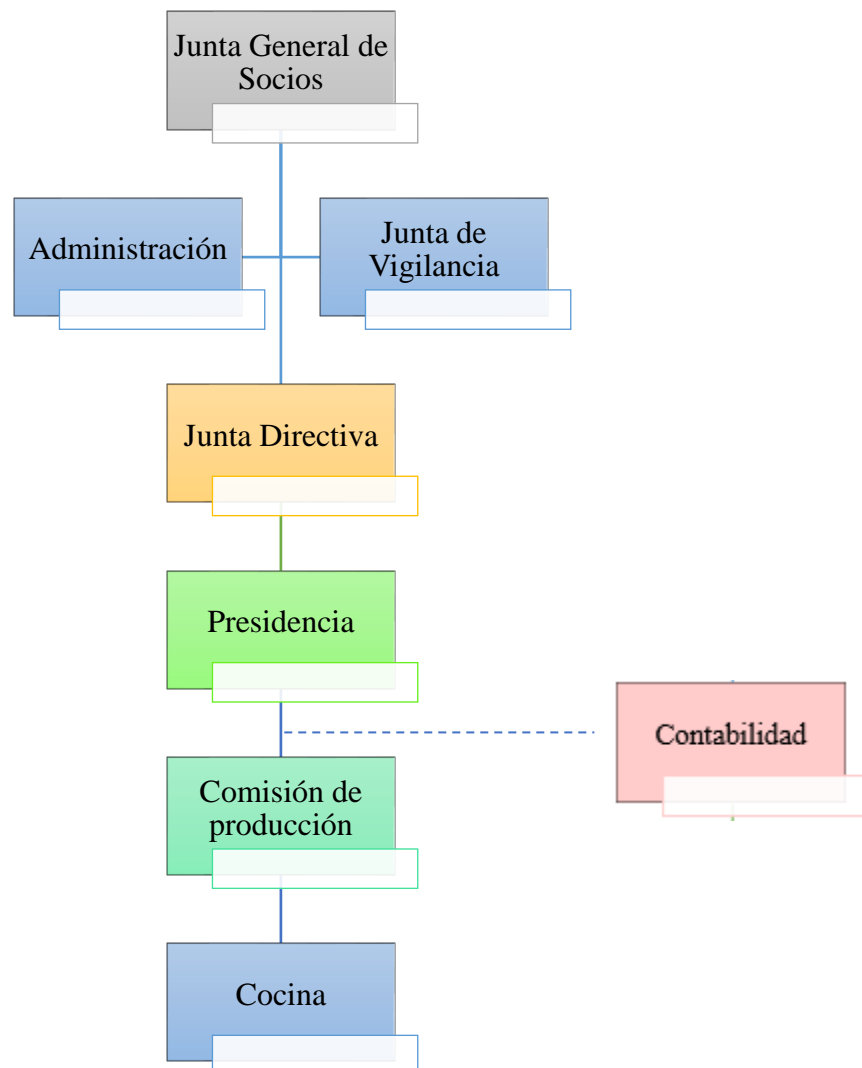 Junta General de
Socios
Administración
Junta de
Vigilancia
Junta Directiva
Presidencia
Contabilidad
Comisión de
producción
Cocina